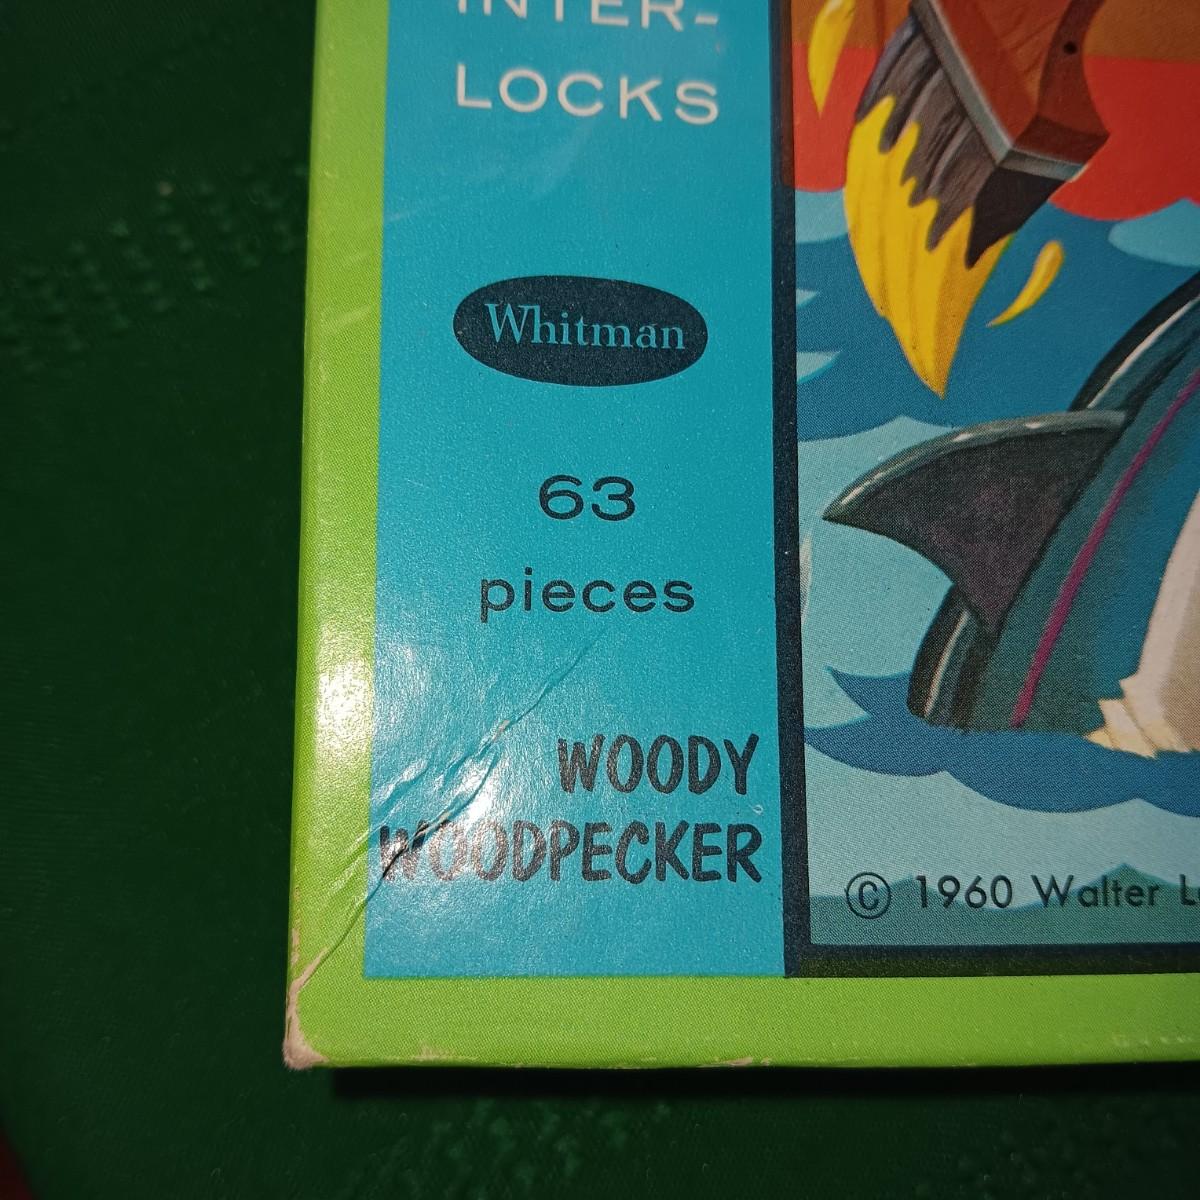 INTER-
LOCKS
Whitman
63
pieces
WOODY
WOODPECKER
© 1960 Walter